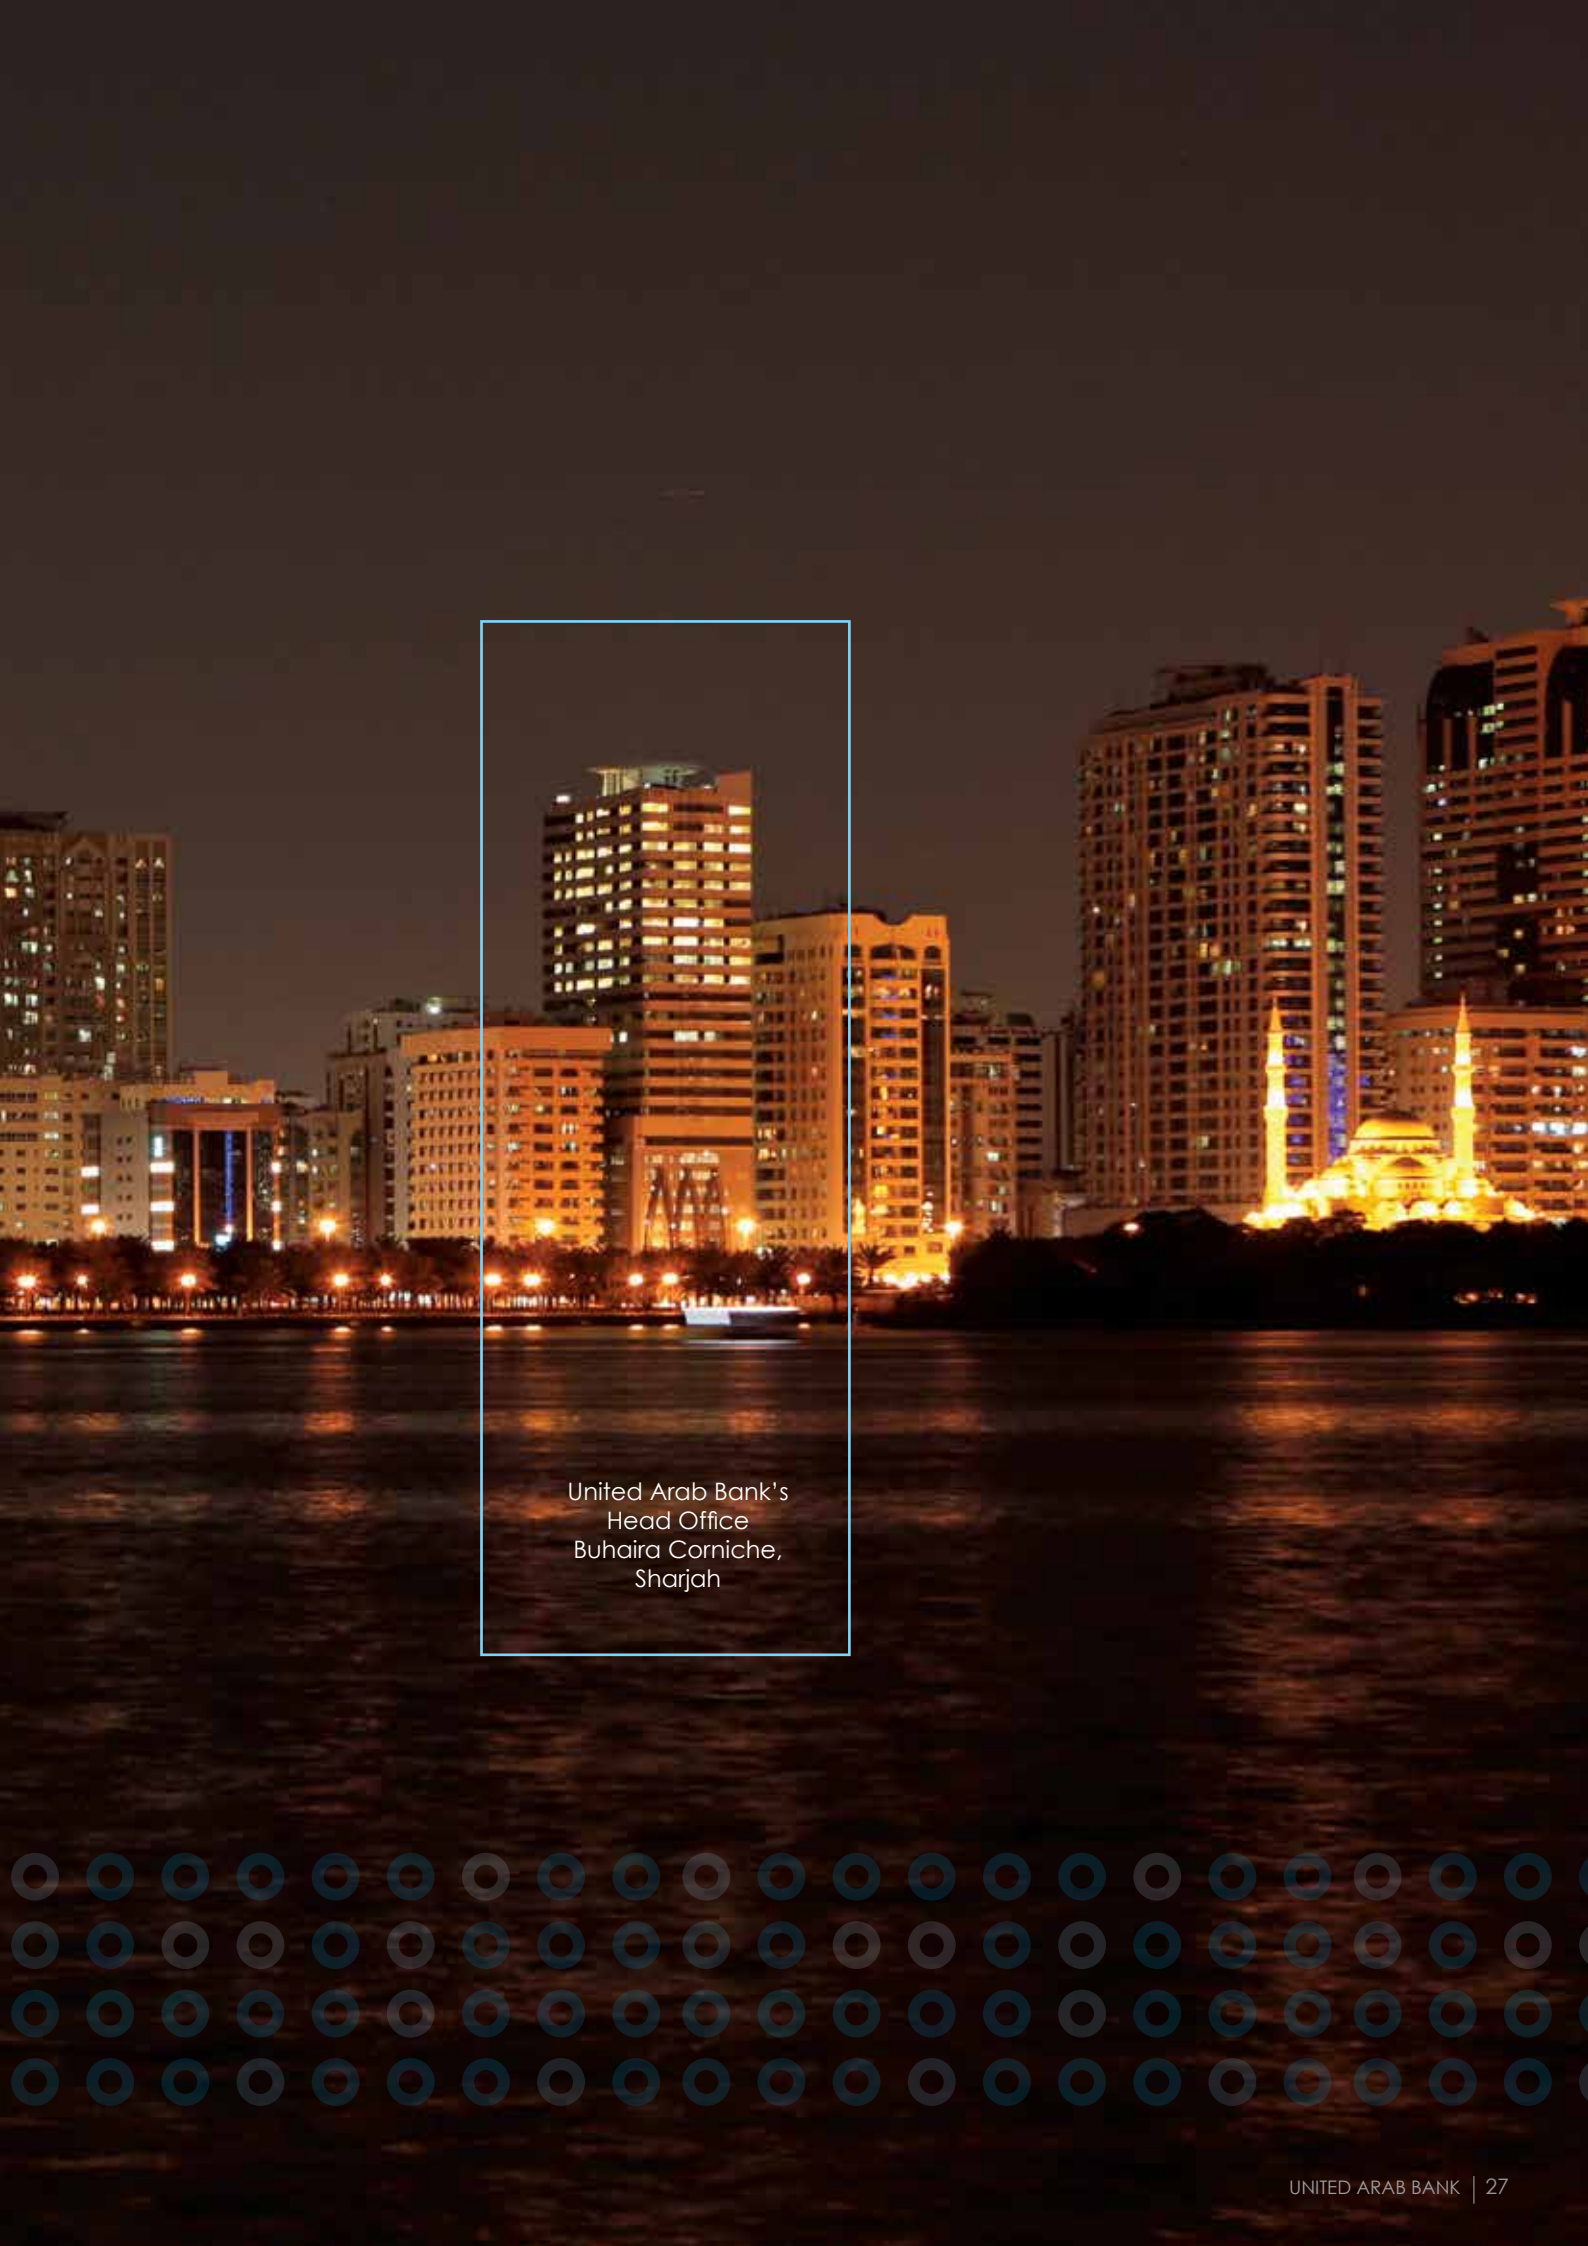 United Arab Bank’s
Head Office
Buhaira Corniche,
Sharjah
UNITED ARAB BANK | 27